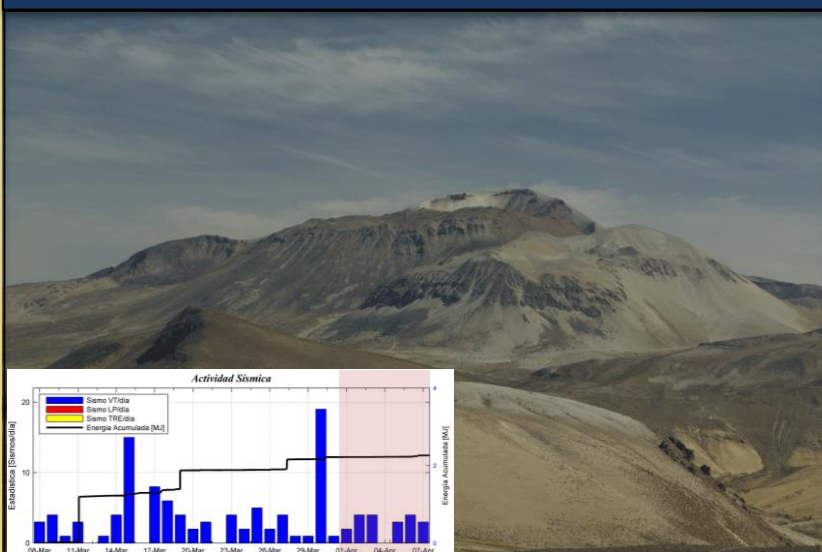 Actividad Sísmica
Sismo VT/día
Sismo LP/día
Sismo TRE/día
Energía Acumulada [MJ]
Estadística [Sismos/día]
20
10
0
4
2
0
Energía Acumulada [MJ]
08-Mar 11-Mar 14-Mar 17-Mar 20-Mar 23-Mar 26-Mar 29-Mar 01-Apr 04-Apr 07-Apr